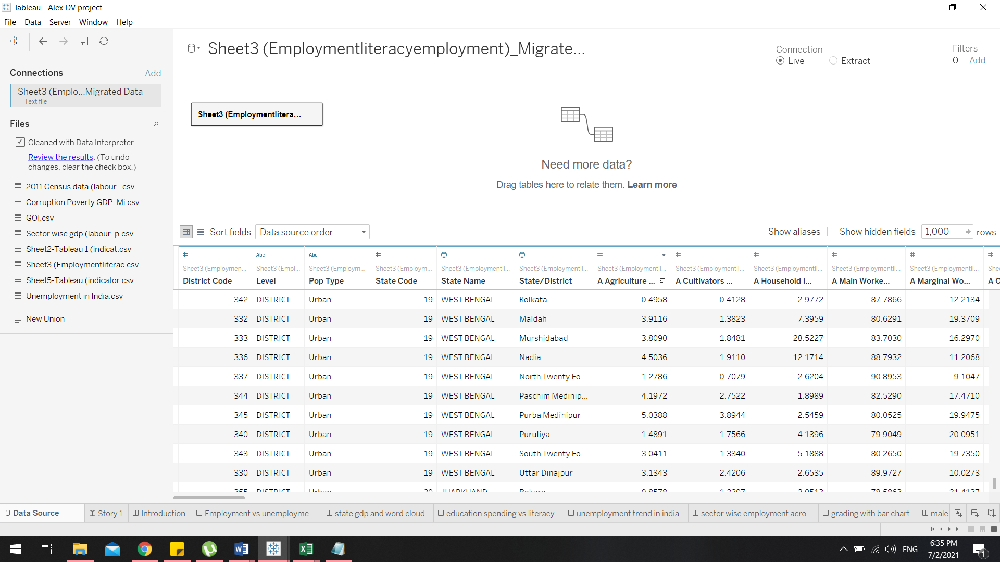 Tableau - Alex DV project
File Data Server Window Help
Sheet3 (Employmentliteracyemployment)_Migrate...
Connection
Live Extract
Filters
0 Add
Connections Add
Sheet3 (Emplo...Migrated Data
Text file
Files
Cleaned with Data Interpreter
Review the results. (To undo
changes, clear the check box.)
2011 Census data (labour_.csv
Corruption Poverty GDP_Mi.csv
GOI.csv
Sector wise gdp (labour_p.csv
Sheet2-Tableau 1 (indicat.csv
Sheet3 (Employmentliterac.csv
Sheet5-Tableau (indicator.csv
Unemployment in India.csv
New Union
Sheet3 (Employmentlitera...
Need more data?
Drag tables here to relate them. Learn more
Sort fields Data source order Show aliases Show hidden fields 1,000 rows
# Abc Abc # # # # # # #
Sheet3 (Employmen... Sheet3 (Empl... Sheet3 (Employm... Sheet3 (Employm... Sheet3 (Employmentli... Sheet3 (Employmentli... Sheet3 (Employmentli... Sheet3 (Employmentli... Sheet3 (Employmentli... Sheet3 (Employmentli... Sheet3 (Employmentli... She
District Code Level Pop Type State Code State Name State/District A Agriculture ... A Cultivators ... A Household I... A Main Worke... A Marginal Wo... A C
342 DISTRICT Urban 19 WEST BENGAL Kolkata 0.4958 0.4128 2.9772 87.7866 12.2134
332 DISTRICT Urban 19 WEST BENGAL Maldah 3.9116 1.3823 7.3959 80.6291 19.3709
333 DISTRICT Urban 19 WEST BENGAL Murshidabad 3.8090 1.8481 28.5227 83.7030 16.2970
336 DISTRICT Urban 19 WEST BENGAL Nadia 4.5036 1.9110 12.1714 88.7932 11.2068
337 DISTRICT Urban 19 WEST BENGAL North Twenty Fo... 1.2786 0.7079 2.6204 90.8953 9.1047
344 DISTRICT Urban 19 WEST BENGAL Paschim Medinip... 4.1972 2.7522 1.8989 82.5290 17.4710
345 DISTRICT Urban 19 WEST BENGAL Purba Medinipur 5.0388 3.8944 2.5459 80.0525 19.9475
340 DISTRICT Urban 19 WEST BENGAL Puruliya 1.4891 1.7566 4.1396 79.9049 20.0951
343 DISTRICT Urban 19 WEST BENGAL South Twenty Fo... 3.0411 1.3340 5.1888 80.2650 19.7350
330 DISTRICT Urban 19 WEST BENGAL Uttar Dinajpur 3.1343 2.4206 2.6535 89.9727 10.0273
355 DISTRICT Urban 20 JHARKHAND Bokaro 0.8578 1.2207 2.0513 78.5863 21.4137
Data Source Story 1 Introduction Employment vs unemployme... state gdp and word cloud education spending vs literacy unemployment trend in india sector wise employment acro... grading with bar chart male,
ENG
6:35 PM
7/2/2021
1